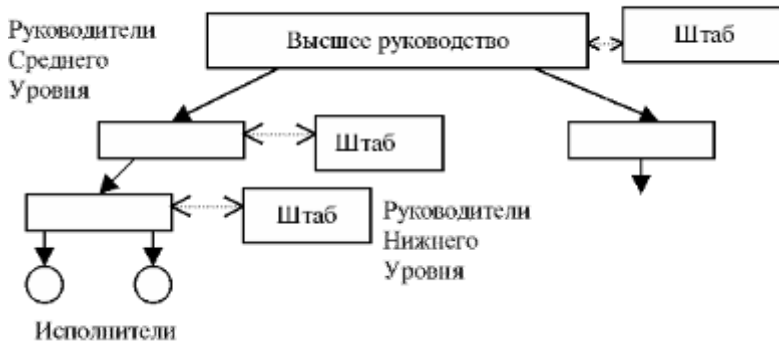 Руководители
Среднего
Уровня
Высшее руководство
Штаб
Штаб
Штаб
Руководители
Нижнего
Уровня
Исполнители